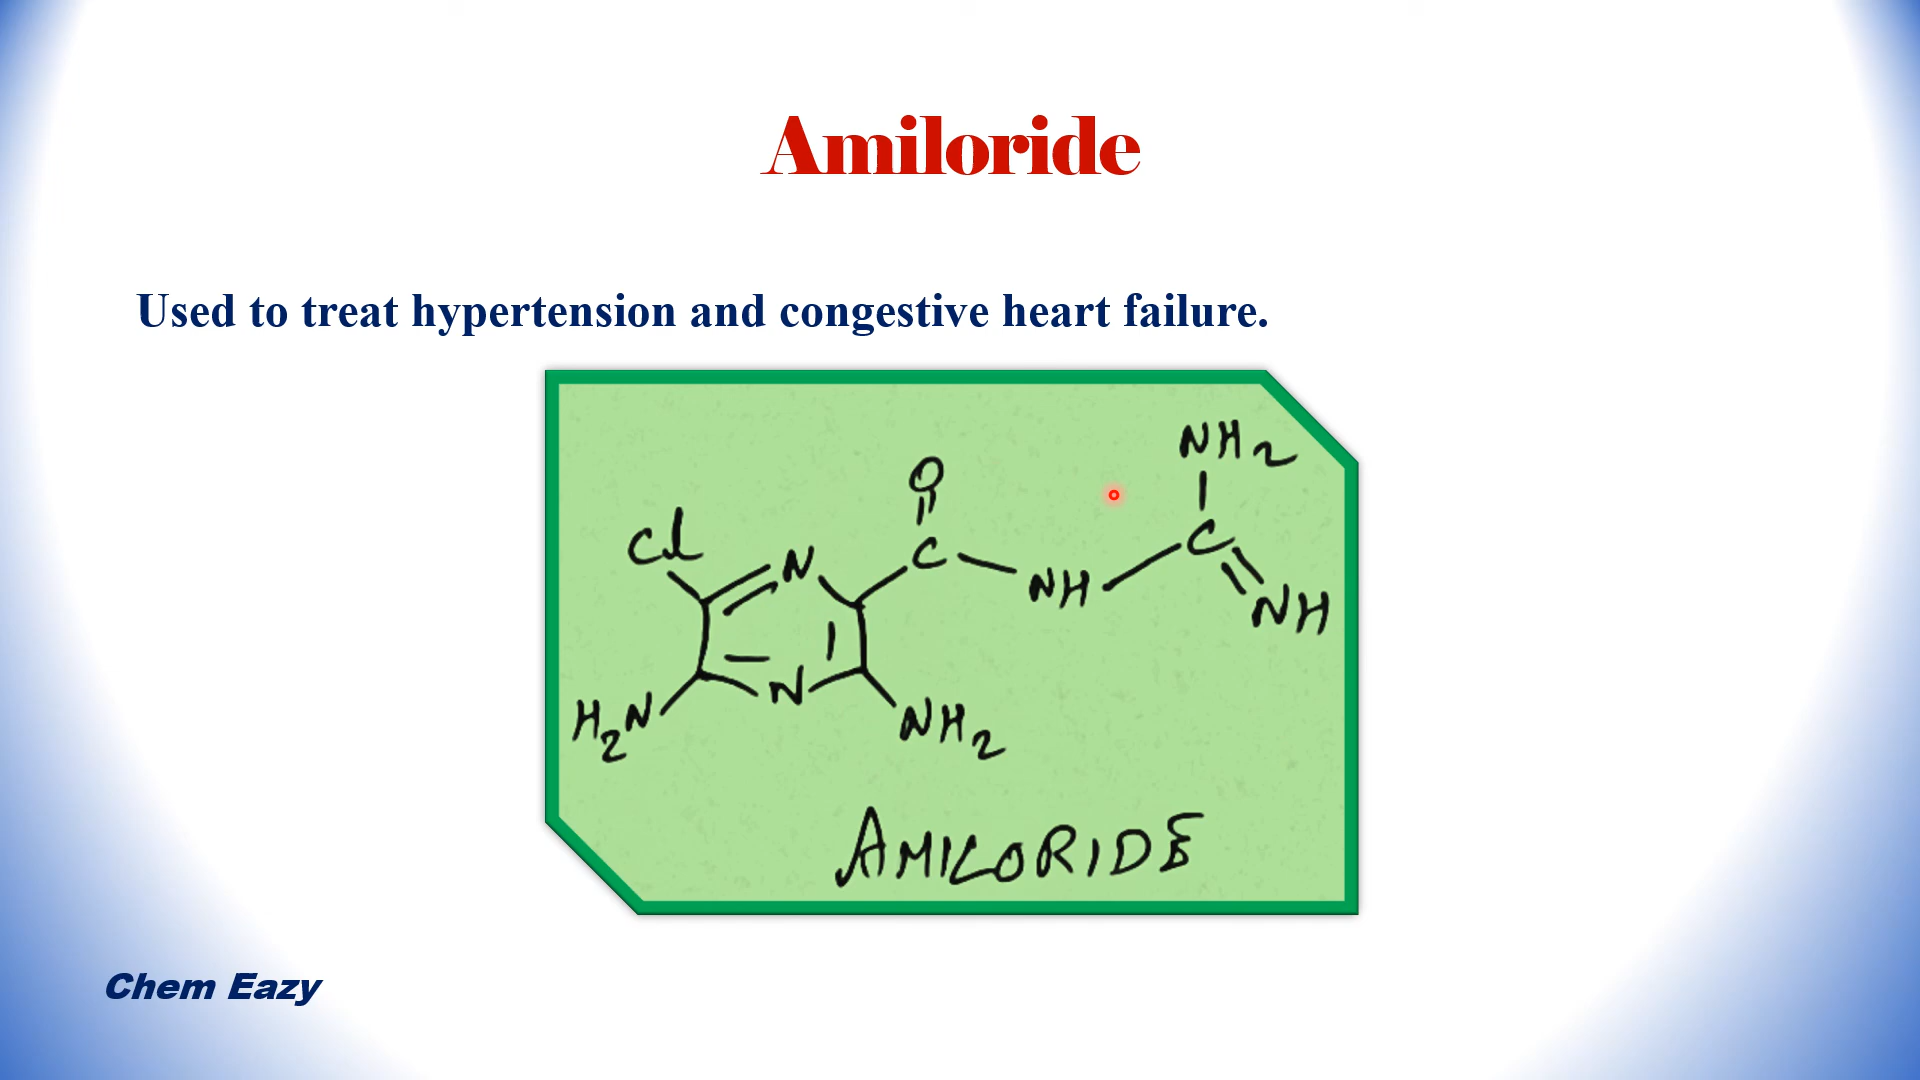 Amiloride
Used to treat hypertension and congestive heart failure.
NH2
O
Cl
N
C
NH
C
NH
H2N
N
NH2
AMILORIDE
Chem Eazy